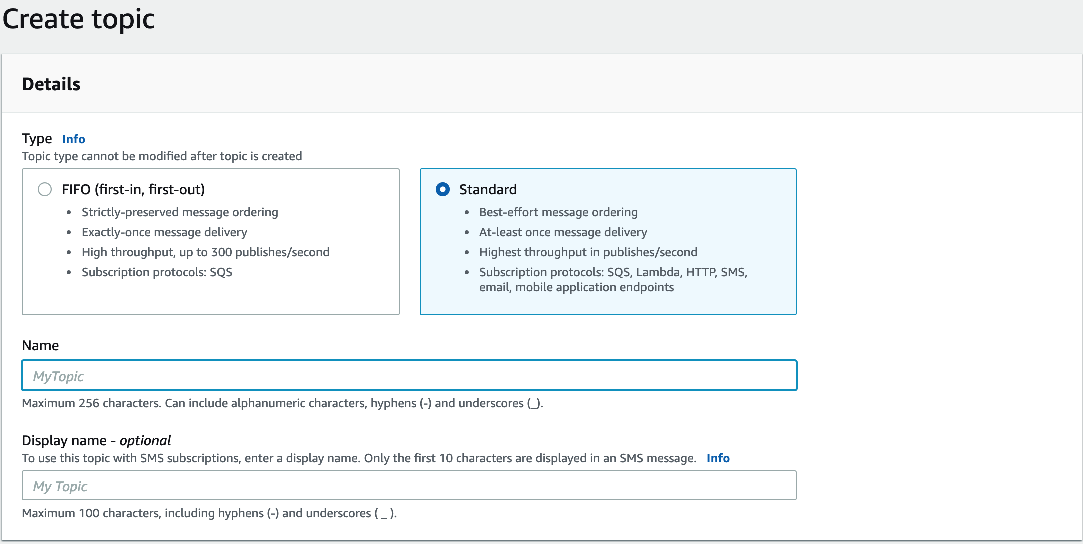 Create topic
Details
Type Info
Topic type cannot be modified after topic is created
FIFO (first-in, first-out)
• Strictly-preserved message ordering
• Exactly-once message delivery
• High throughput, up to 300 publishes/second
• Subscription protocols: SQS
Standard
• Best-effort message ordering
• At-least once message delivery
• Highest throughput in publishes/second
• Subscription protocols: SQS, Lambda, HTTP, SMS,
email, mobile application endpoints
Name
MyTopic
Maximum 256 characters. Can include alphanumeric characters, hyphens (-) and underscores (_).
Display name - optional
To use this topic with SMS subscriptions, enter a display name. Only the first 10 characters are displayed in an SMS message. Info
My Topic
Maximum 100 characters, including hyphens (-) and underscores ( _ ).